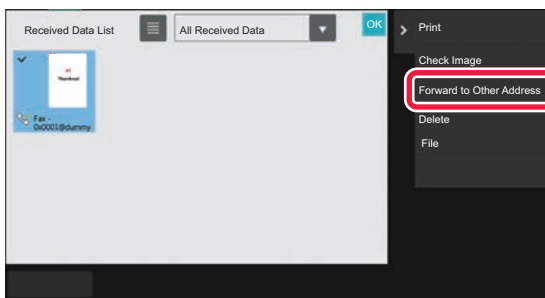 Received Data List
All Received Data
OK
Thumbnail
Fax -
0x0001@dummy
Print
Check Image
Forward to Other Address
Delete
File